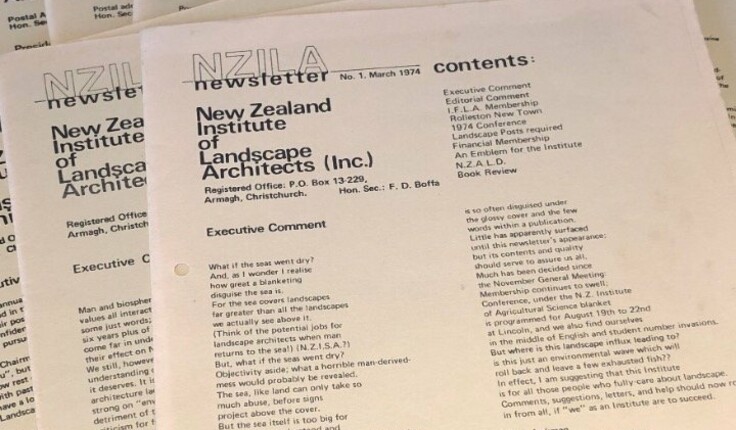 NZILA
newsletter
No. 1. March 1974
New Zealand
Institute
of
Landscape
Architects (Inc.)
Registered Office: P.O. Box 13-229,
Armagh, Christchurch. Hon. Sec.: F. D. Boffa
contents:
Executive Comment
Editorial Comment
I.F.L.A. Membership
Rolleston New Town
1974 Conference
Landscape Posts required
Financial Membership
An Emblem for the Institute
N.Z.A.L.D.
Book Review
Executive Comment
What if the seas went dry?
And, as I wonder I realise
how great a blanketing
disguise the sea is.
For the sea covers landscapes
far greater than all the landscapes
we actually see above it.
(Think of the potential jobs for
landscape architects when man
returns to the sea!) (N.Z.I.S.A.?)
But, what if the seas went dry?
Objectivity aside; what a horrible man-derived-
mess would probably be revealed.
The sea, like land can only take so
much abuse, before signs
project above the cover.
But the sea itself is too big for
is so often disguised under
the glossy cover and the few
words within a publication.
Little has apparently surfaced
until this newsletter's appearance;
but its contents and quality
should serve to assure us all.
Much has been decided since
the November General Meeting.
Membership continues to swell;
Conference, under the N.Z. Institute
of Agricultural Science blanket
is programmed for August 19th to 22nd
at Lincoln, and we also find ourselves
in the middle of English and student number invasions.
But where is this landscape influx leading to?
is this just an environmental wave which will
roll back and leave a few exhausted fish??
In effect, I am suggesting that this Institute
is for all those people who fully-care about landscape.
Comments, suggestions, letters, and help should now
in from all, if "we" as an Institute are to succeed.
NZIL
newslet
New Zea
Institute
of
Landsca
Archite
Registered Office
Armagh, Christch
Executive C
Man and biospher
values all interact
some just words;
six years plus of
come far in unde
their effect on
We still, howev
understanding
it deserves. It i
architecture la
strong on "en
detriment of t
Postal ad
Hon. Sec
Postal A
Hon. Se